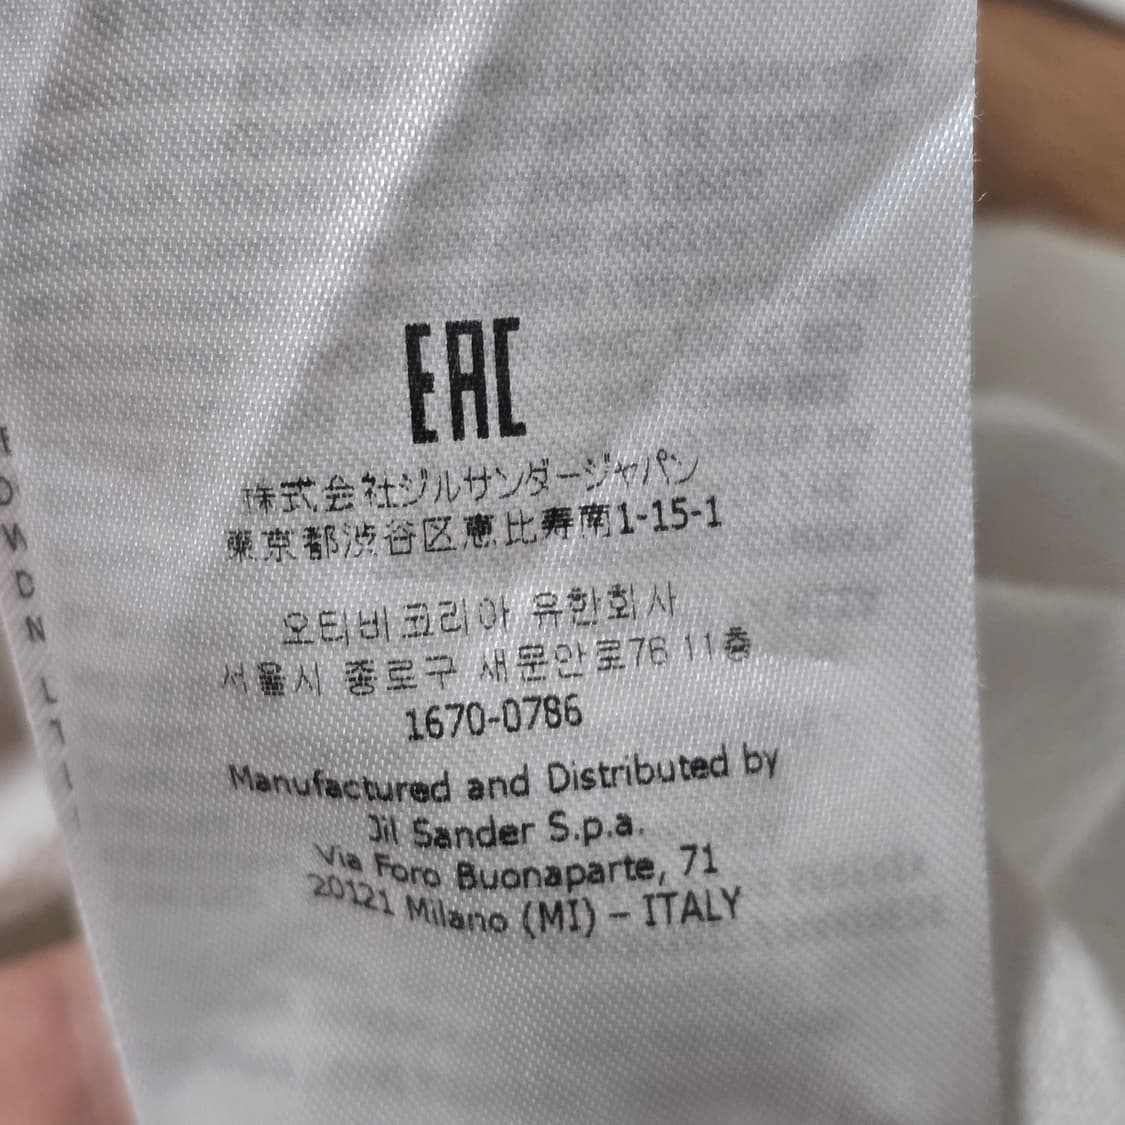 EAC
株式会社ジルサンダージャパン
東京都渋谷区恵比寿南1-15-1
오티비코리아 유한회사
서울시 종로구 새문안로76 11층
1670-0786
Manufactured and Distributed by
Jil Sander S.p.a.
Via Foro Buonaparte, 71
20121 Milano (MI) – ITALY